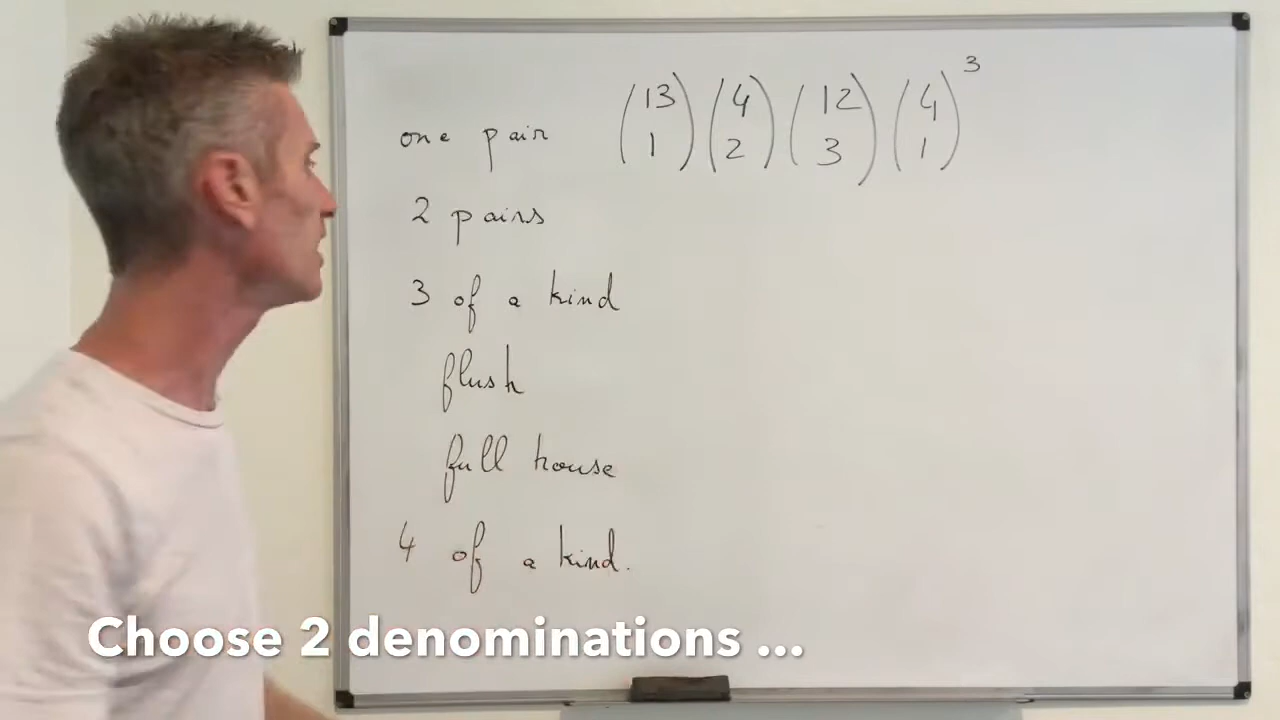 one pair (13 1) (4 2) (12 3) (4 1)³
2 pairs
3 of a kind
flush
full house
4 of a kind.
Choose 2 denominations ...